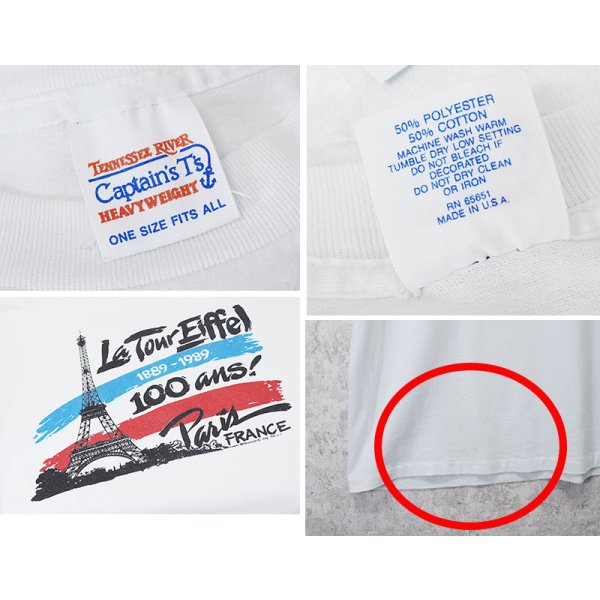 TENNESSEE RIVER
Captain's T's
HEAVYWEIGHT
ONE SIZE FITS ALL
50% POLYESTER
50% COTTON
MACHINE WASH WARM
TUMBLE DRY LOW SETTING
DO NOT BLEACH IF
DECORATED
DO NOT DRY CLEAN
OR IRON
RN 65651
MADE IN U.S.A.
La Tour Eiffel
1889-1989
100 ans!
Paris
FRANCE